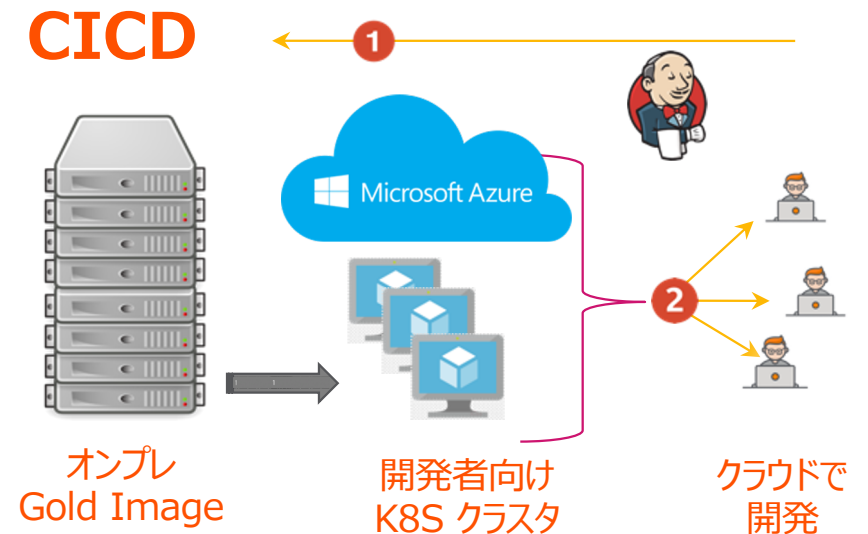 CICD
1
Microsoft Azure
2
オンプレ
Gold Image
開発者向け
K8S クラスタ
クラウドで
開発